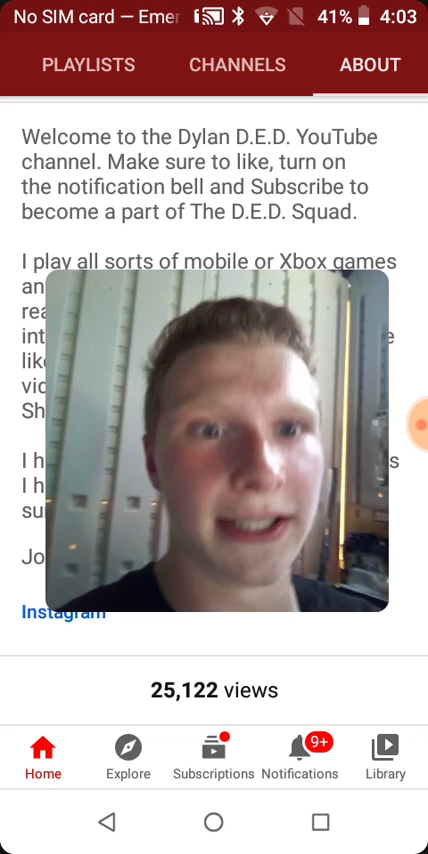 No SIM card — Emer 41% 4:03
PLAYLISTS CHANNELS ABOUT
Welcome to the Dylan D.E.D. YouTube
channel. Make sure to like, turn on
the notification bell and Subscribe to
become a part of The D.E.D. Squad.
I play all sorts of mobile or Xbox games
Instagram
25,122 views
9+
Home Explore Subscriptions Notifications Library